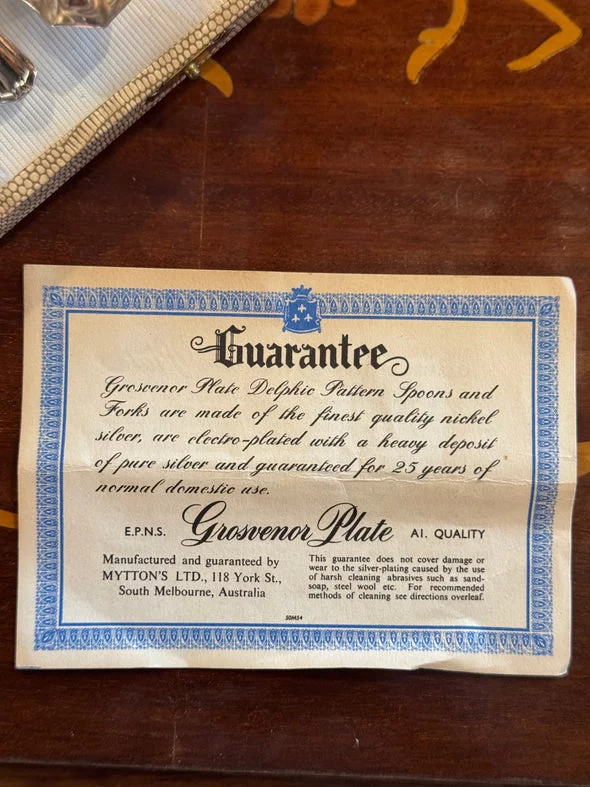 Guarantee
Grosvenor Plate Delphic Pattern Spoons and
Forks are made of the finest quality nickel
silver, are electro-plated with a heavy deposit
of pure silver and guaranteed for 25 years of
normal domestic use.
E.P.N.S. Grosvenor Plate A1. QUALITY
Manufactured and guaranteed by
MYTTON'S LTD., 118 York St.,
South Melbourne, Australia
This guarantee does not cover damage or
wear to the silver-plating caused by the use
of harsh cleaning abrasives such as sand-
soap, steel wool etc. For recommended
methods of cleaning see directions overleaf.
50M54